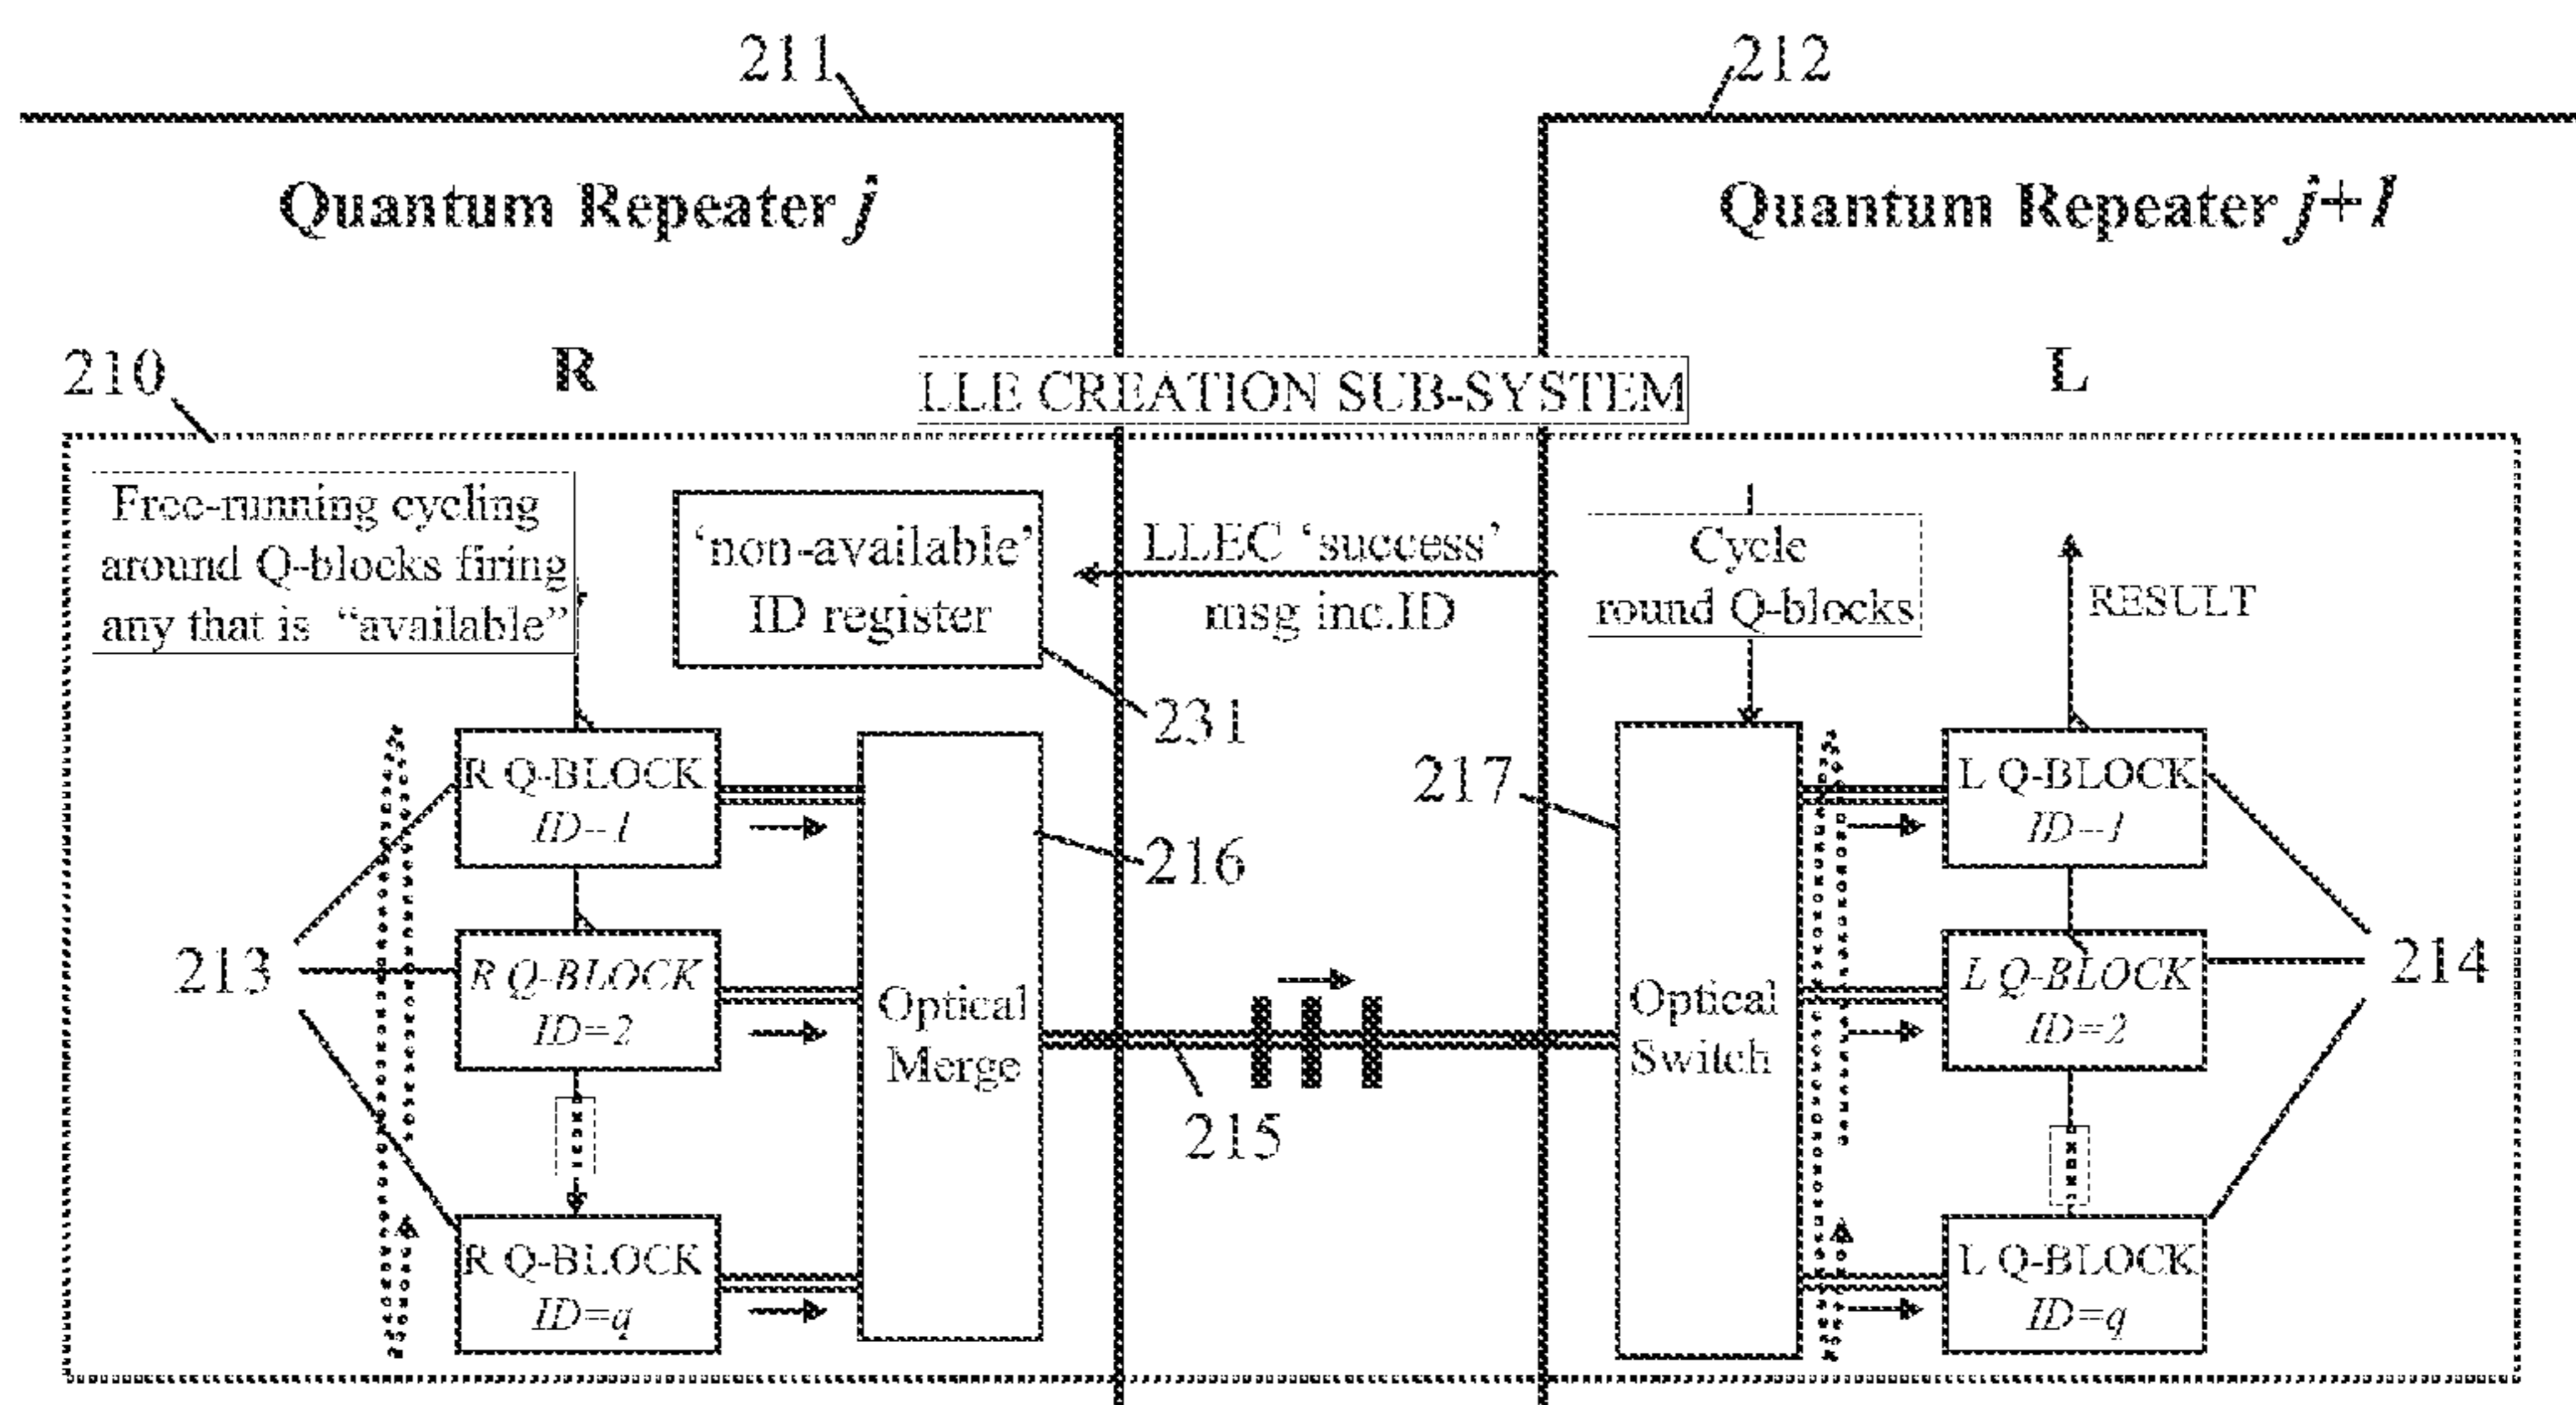 211
212
Quantum Repeater j
Quantum Repeater j+1
210
R
LLE CREATION SUB-SYSTEM
L
Free-running cycling
around Q-blocks firing
any that is “available”
‘non-available’
ID register
LLEC ‘success’
msg inc.ID
Cycle
round Q-blocks
RESULT
231
R Q-BLOCK
ID=1
217
L Q-BLOCK
ID=1
216
213
R Q-BLOCK
ID=2
Optical
Merge
Optical
Switch
L Q-BLOCK
ID=2
214
215
R Q-BLOCK
ID=q
L Q-BLOCK
ID=q